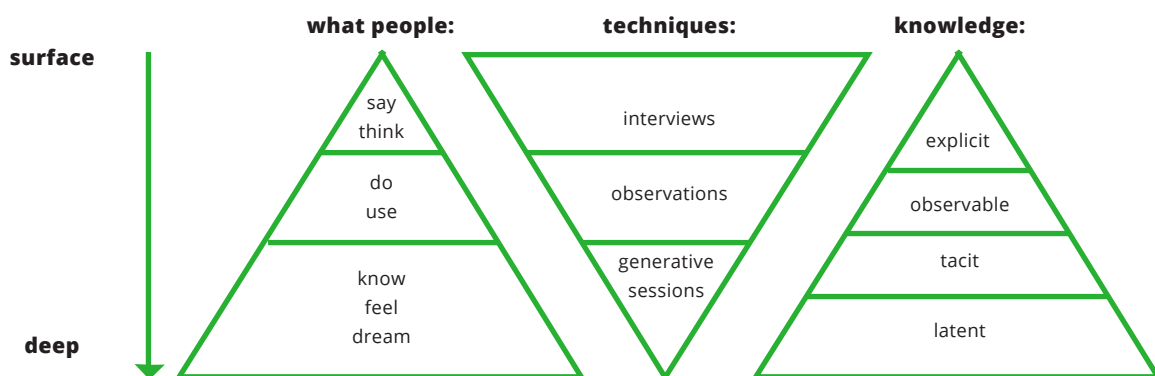 what people:
techniques:
knowledge:
surface
say
think
interviews
explicit
do
use
observations
observable
know
feel
dream
generative
sessions
tacit
latent
deep